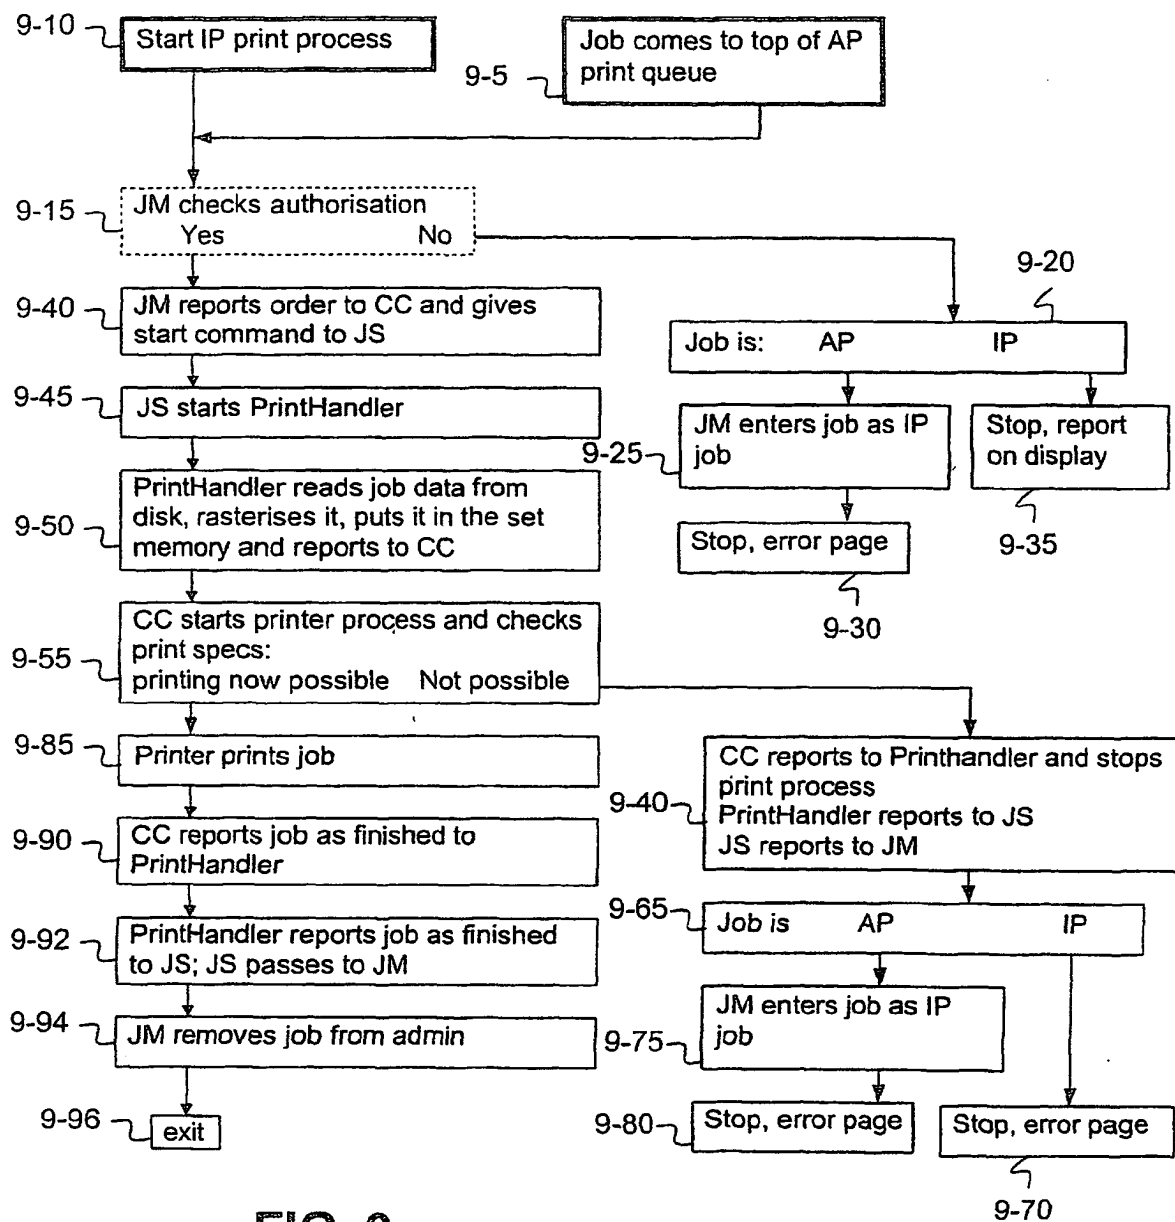 9-10
Start IP print process
Job comes to top of AP
print queue
9-5
9-15
JM checks authorisation
Yes No
9-20
9-40
JM reports order to CC and gives
start command to JS
Job is: AP IP
9-45
JS starts PrintHandler
9-25
JM enters job as IP
job
Stop, report
on display
9-35
9-50
PrintHandler reads job data from
disk, rasterises it, puts it in the set
memory and reports to CC
Stop, error page
9-30
9-55
CC starts printer process and checks
print specs:
printing now possible Not possible
9-85
Printer prints job
9-40
CC reports to Printhandler and stops
print process
PrintHandler reports to JS
JS reports to JM
9-90
CC reports job as finished to
PrintHandler
9-65
Job is AP IP
9-92
PrintHandler reports job as finished
to JS; JS passes to JM
9-75
JM enters job as IP
job
9-94
JM removes job from admin
9-96
exit
9-80
Stop, error page
Stop, error page
9-70
FIG. 9